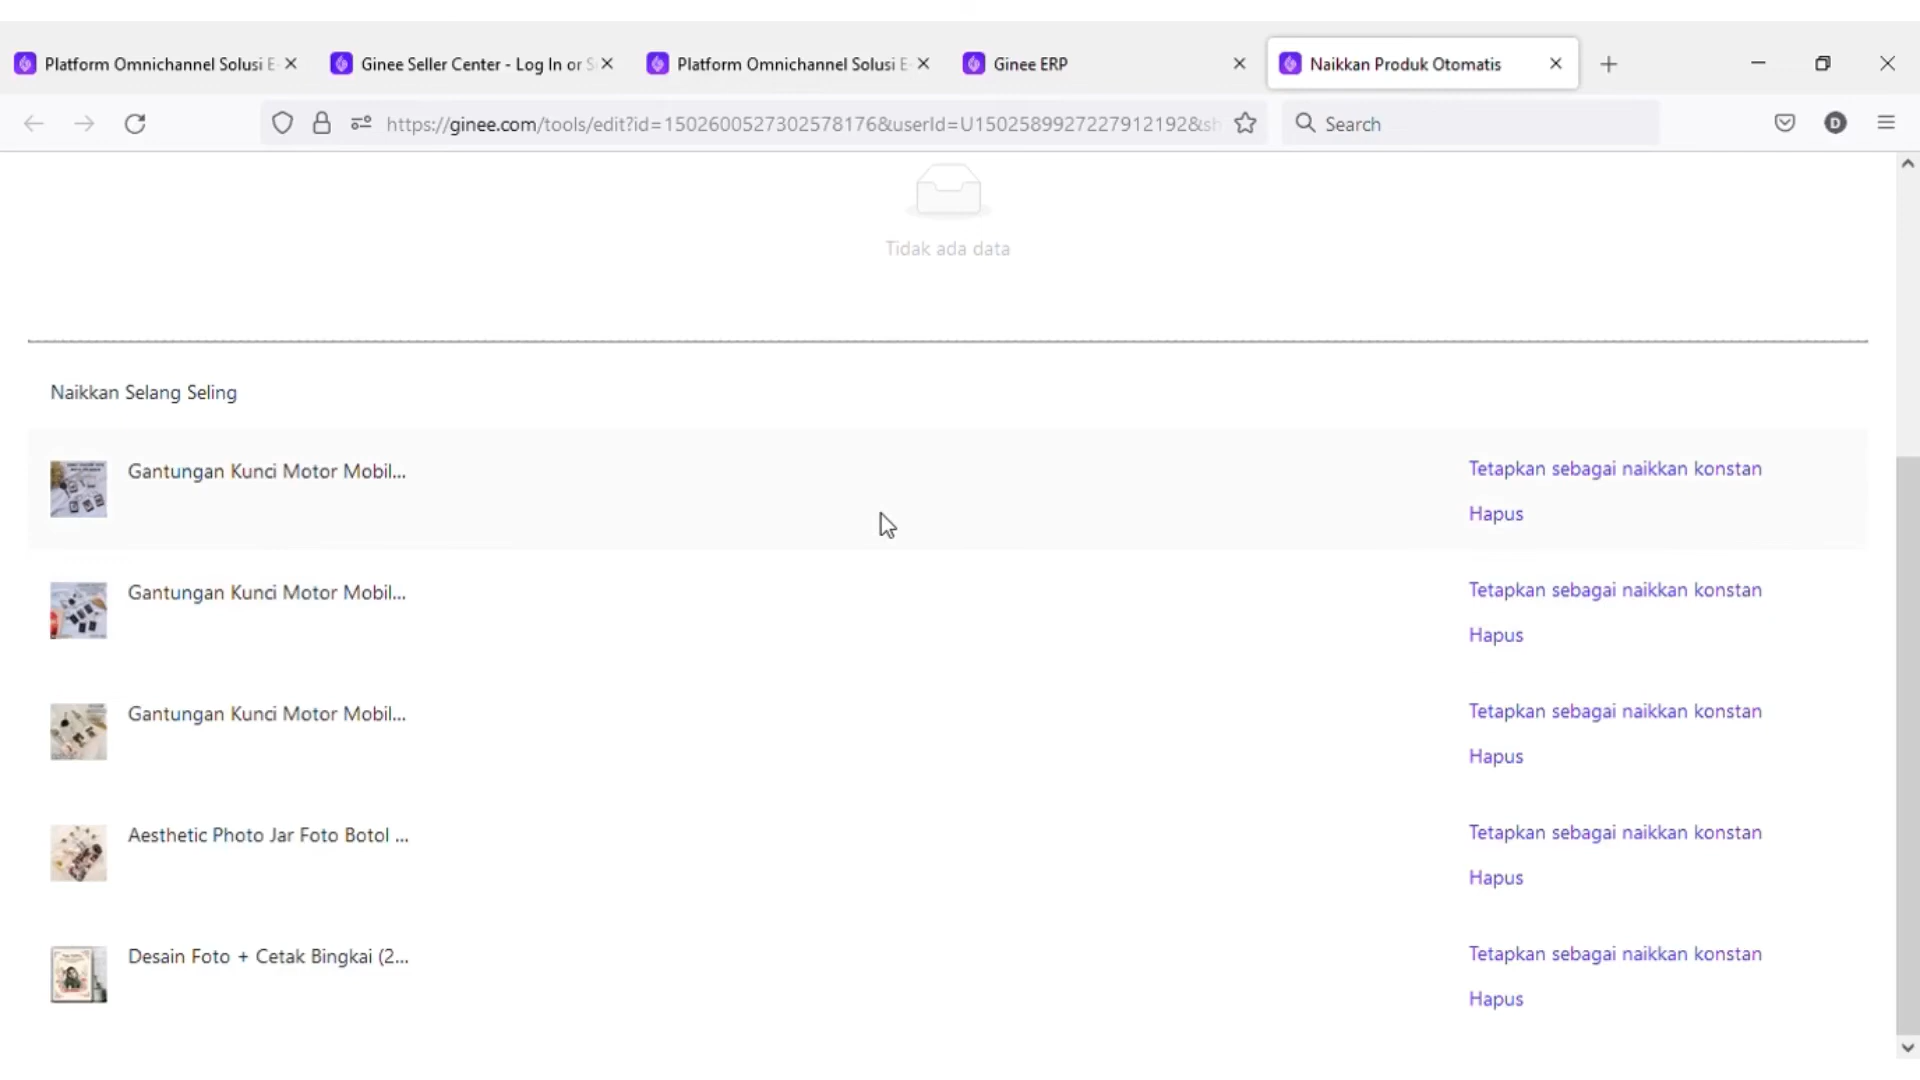 Platform Omnichannel Solusi E-
Ginee Seller Center - Log In or S
Platform Omnichannel Solusi E-
Ginee ERP
Naikkan Produk Otomatis
https://ginee.com/tools/edit?id=1502600527302578176&userId=U1502589927227912192&sh
Search
D
Tidak ada data
Naikkan Selang Seling
Gantungan Kunci Motor Mobil...
Tetapkan sebagai naikkan konstan
Hapus
Gantungan Kunci Motor Mobil...
Tetapkan sebagai naikkan konstan
Hapus
Gantungan Kunci Motor Mobil...
Tetapkan sebagai naikkan konstan
Hapus
Aesthetic Photo Jar Foto Botol ...
Tetapkan sebagai naikkan konstan
Hapus
Desain Foto + Cetak Bingkai (2...
Tetapkan sebagai naikkan konstan
Hapus